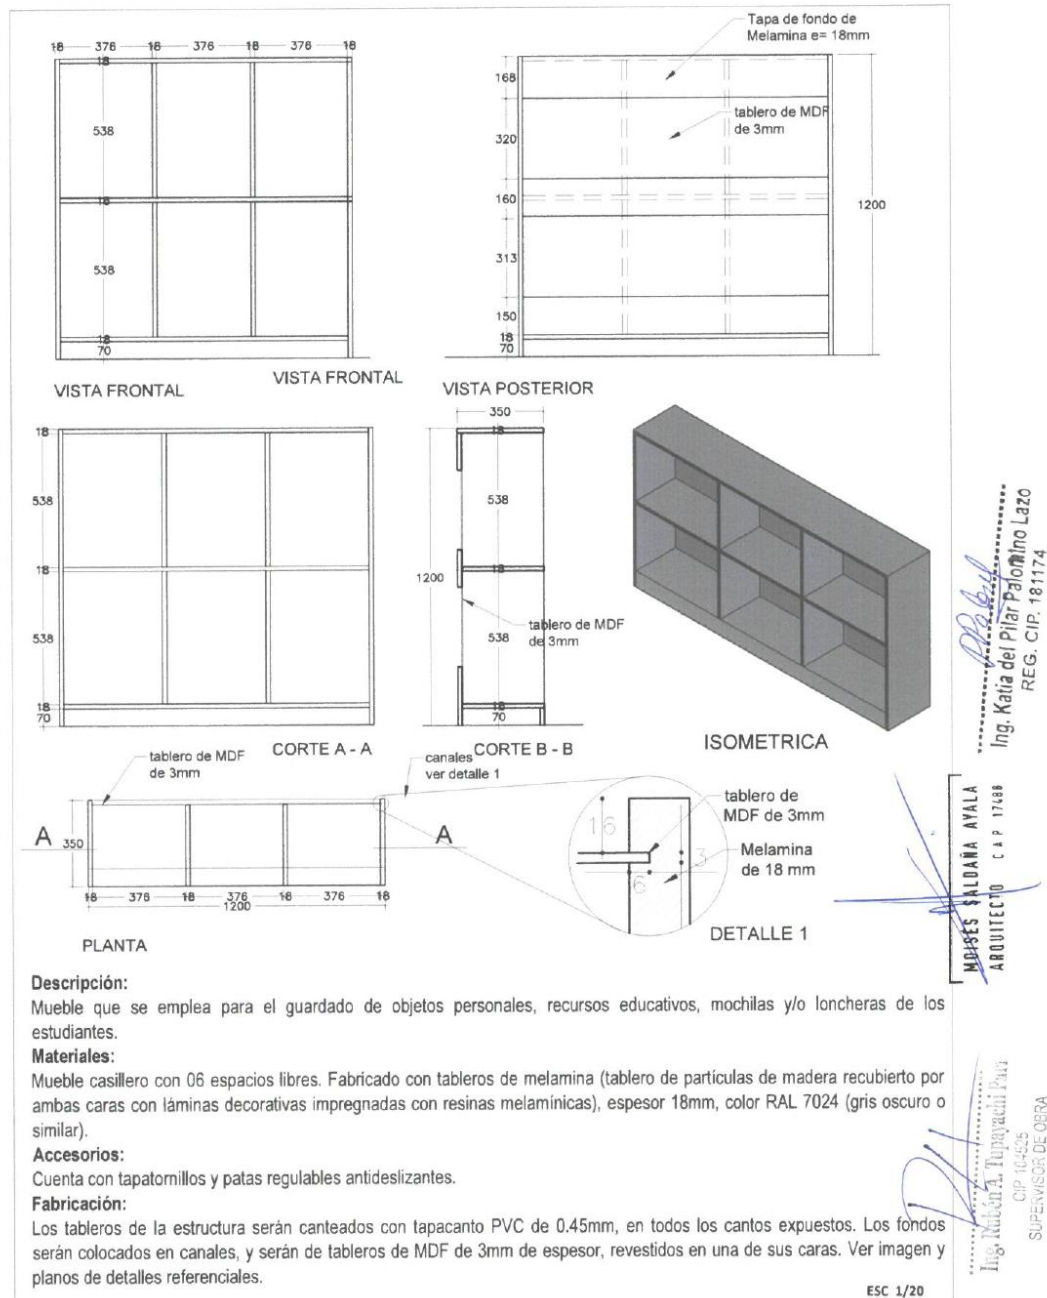 Tapa de fondo de
Melamina e= 18mm
18 376 18 376 18 376 18
18
538
18
538
18
70
168
tablero de MDF
de 3mm
320
160
1200
313
150
18
70
VISTA FRONTAL
VISTA FRONTAL
VISTA POSTERIOR
18
538
18
538
18
70
CORTE A - A
350
18
538
18
1200
tablero de MDF
de 3mm
538
18
70
CORTE B - B
ISOMETRICA
tablero de MDF
de 3mm
canales
ver detalle 1
A
350
A
18 376 18 376 18 376 18
1200
PLANTA
tablero de
MDF de 3mm
16
3
6
Melamina
de 18 mm
DETALLE 1
Descripción:
Mueble que se emplea para el guardado de objetos personales, recursos educativos, mochilas y/o loncheras de los
estudiantes.
Materiales:
Mueble casillero con 06 espacios libres. Fabricado con tableros de melamina (tablero de partículas de madera recubierto por
ambas caras con láminas decorativas impregnadas con resinas melamínicas), espesor 18mm, color RAL 7024 (gris oscuro o
similar).
Accesorios:
Cuenta con tapatornillos y patas regulables antideslizantes.
Fabricación:
Los tableros de la estructura serán canteados con tapacanto PVC de 0.45mm, en todos los cantos expuestos. Los fondos
serán colocados en canales, y serán de tableros de MDF de 3mm de espesor, revestidos en una de sus caras. Ver imagen y
planos de detalles referenciales.
ESC 1/20
Ing. Katia del Pilar Palomino Lazo
REG. CIP. 181174
MOISES SALDAÑA AYALA
ARQUITECTO CAP 17488
Ing. Rubén A. Tupayachi Pari
CIP 104525
SUPERVISOR DE OBRA